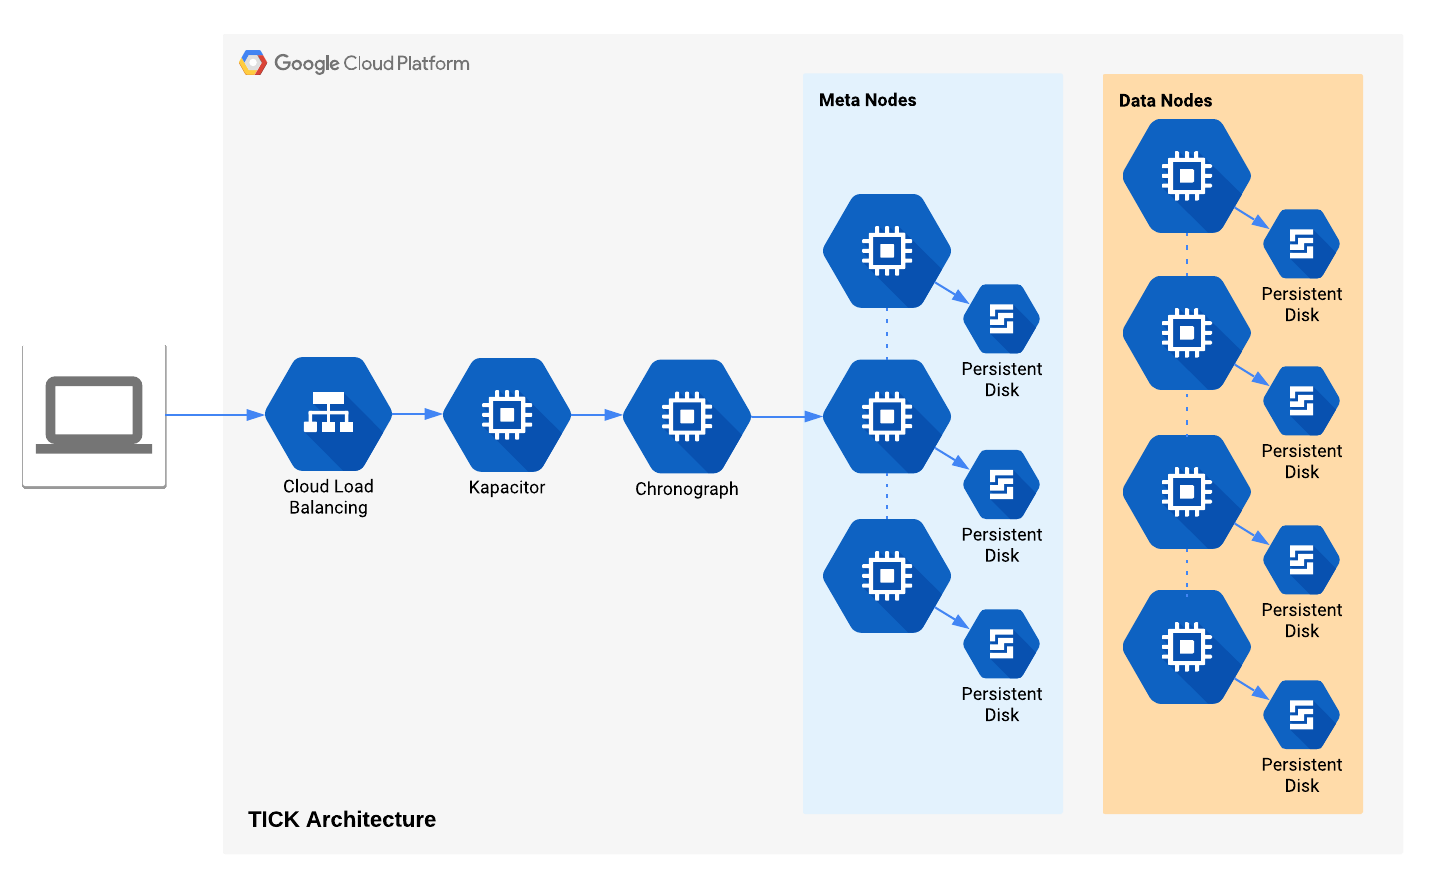 Google Cloud Platform
Meta Nodes
Data Nodes
Persistent
Disk
Persistent
Disk
Persistent
Disk
Persistent
Disk
Persistent
Disk
Persistent
Disk
Persistent
Disk
Cloud Load
Balancing
Kapacitor
Chronograph
TICK Architecture